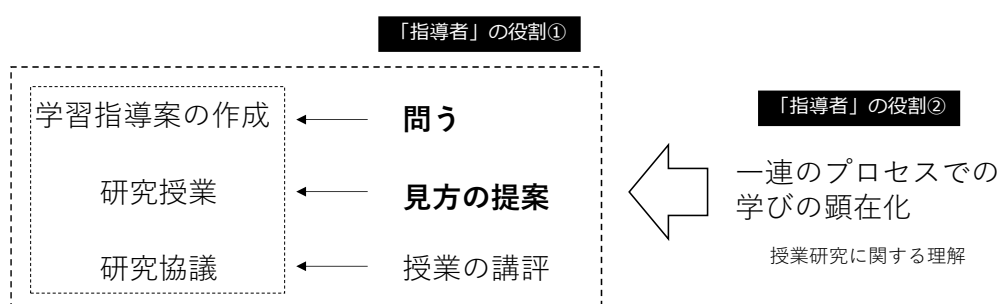 「指導者」の役割①
学習指導案の作成
問う
「指導者」の役割②
研究授業
見方の提案
一連のプロセスでの
学びの顕在化
授業研究に関する理解
研究協議
授業の講評